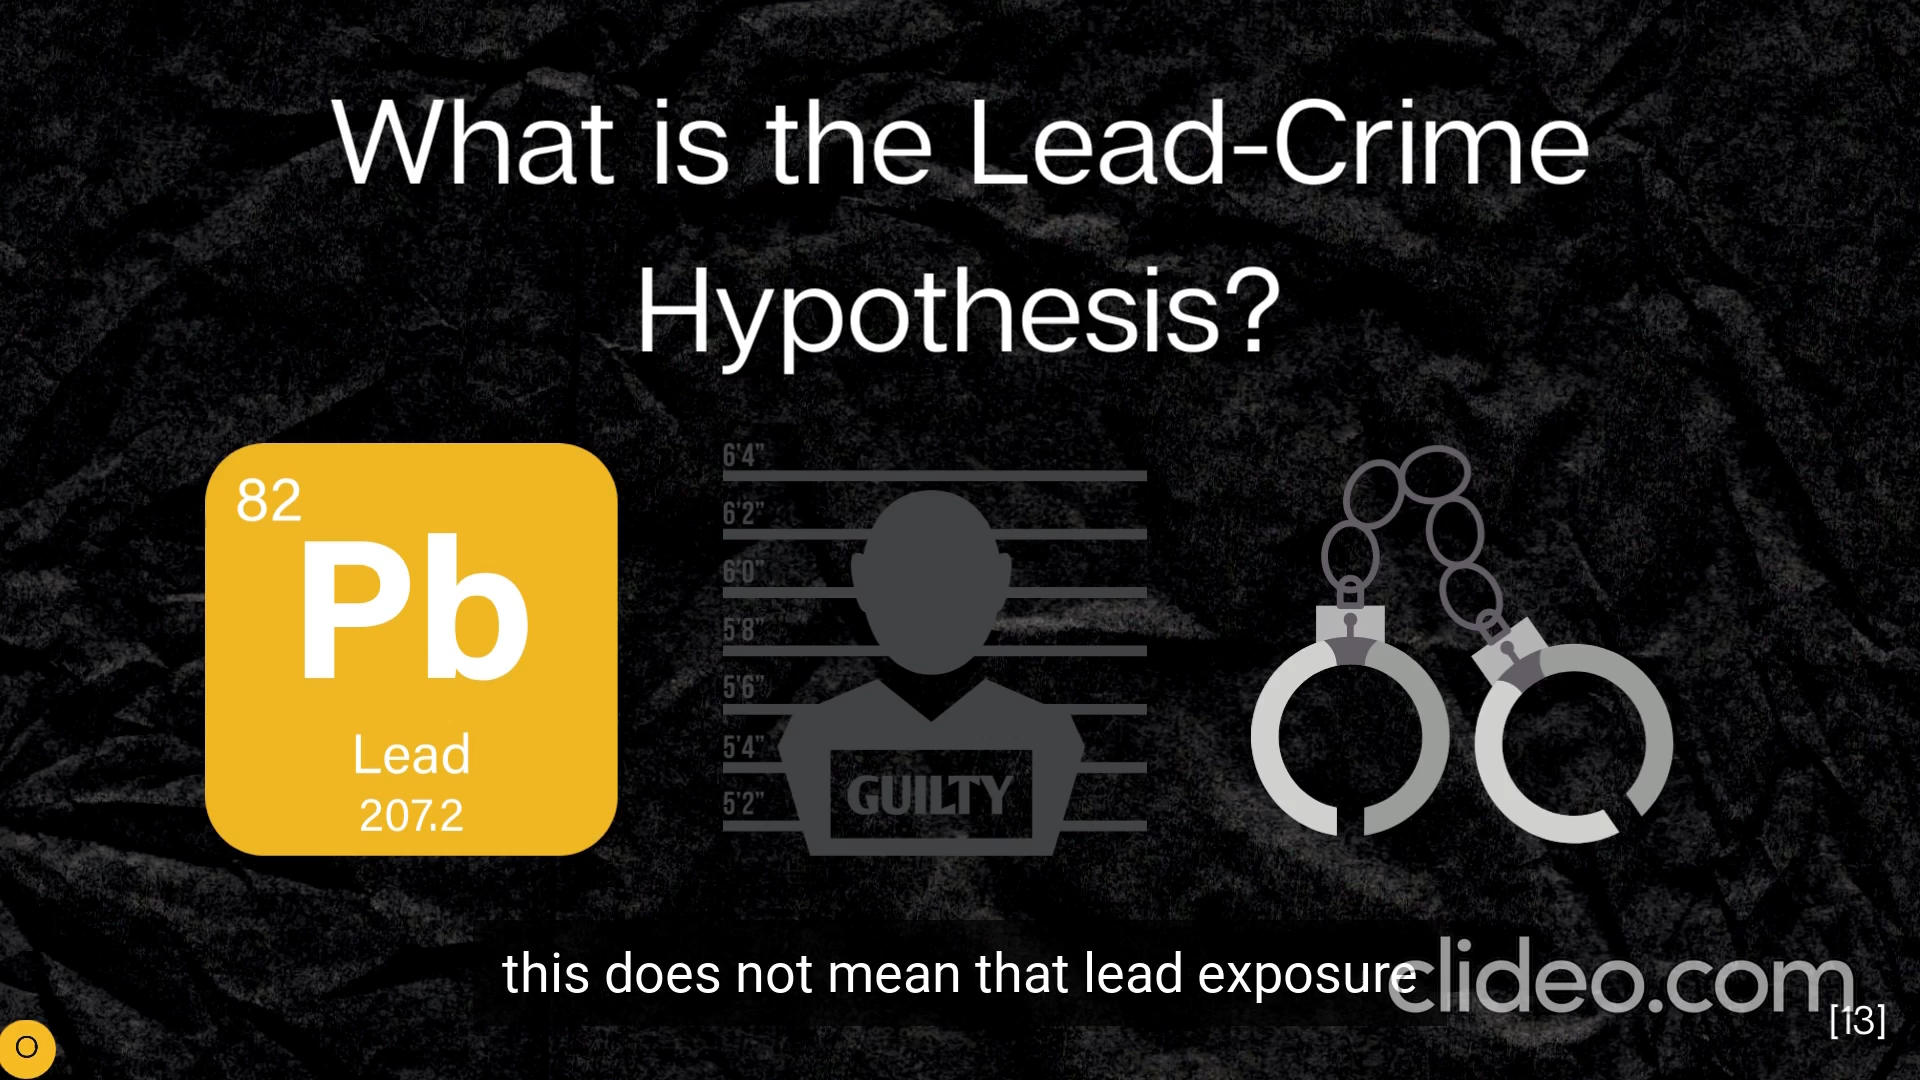 What is the Lead-Crime
Hypothesis?
82
Pb
Lead
207.2
6'4”
6'2”
6'0”
5'8”
5'6”
5'4”
5'2”
GUILTY
this does not mean that lead exposure
clideo.com
[13]
O